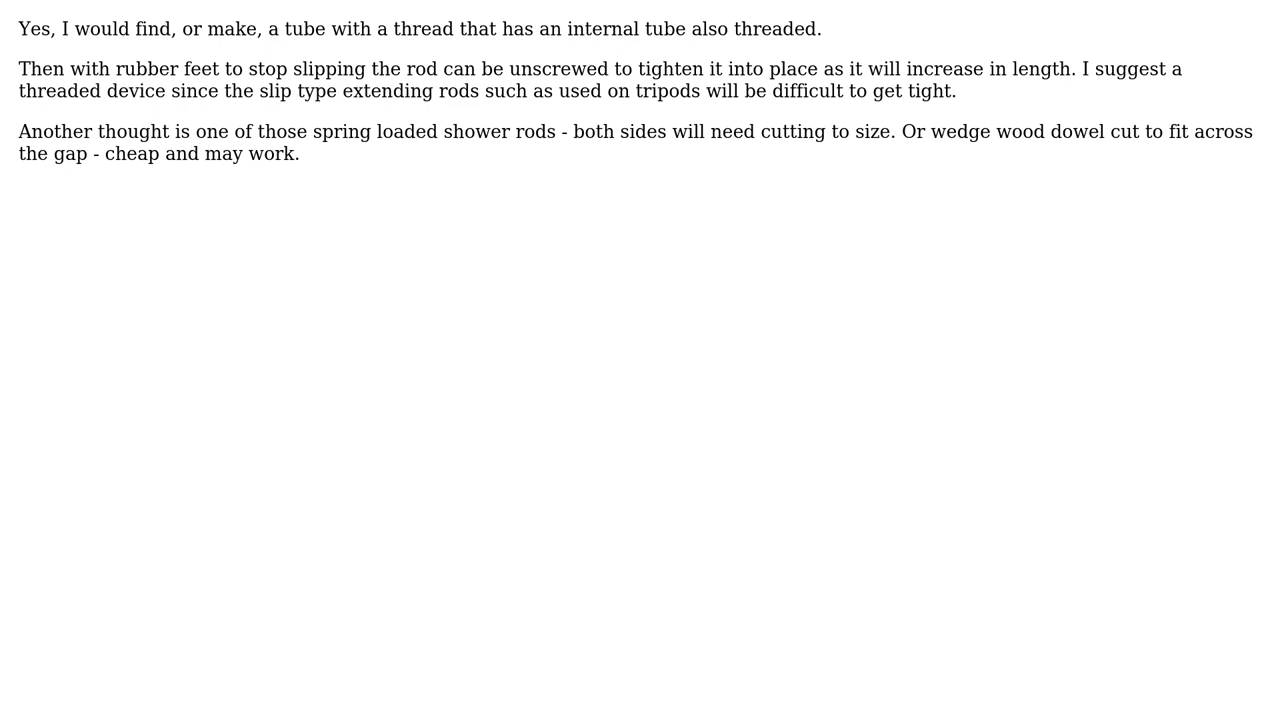 Yes, I would find, or make, a tube with a thread that has an internal tube also threaded.
Then with rubber feet to stop slipping the rod can be unscrewed to tighten it into place as it will increase in length. I suggest a
threaded device since the slip type extending rods such as used on tripods will be difficult to get tight.
Another thought is one of those spring loaded shower rods - both sides will need cutting to size. Or wedge wood dowel cut to fit across
the gap - cheap and may work.